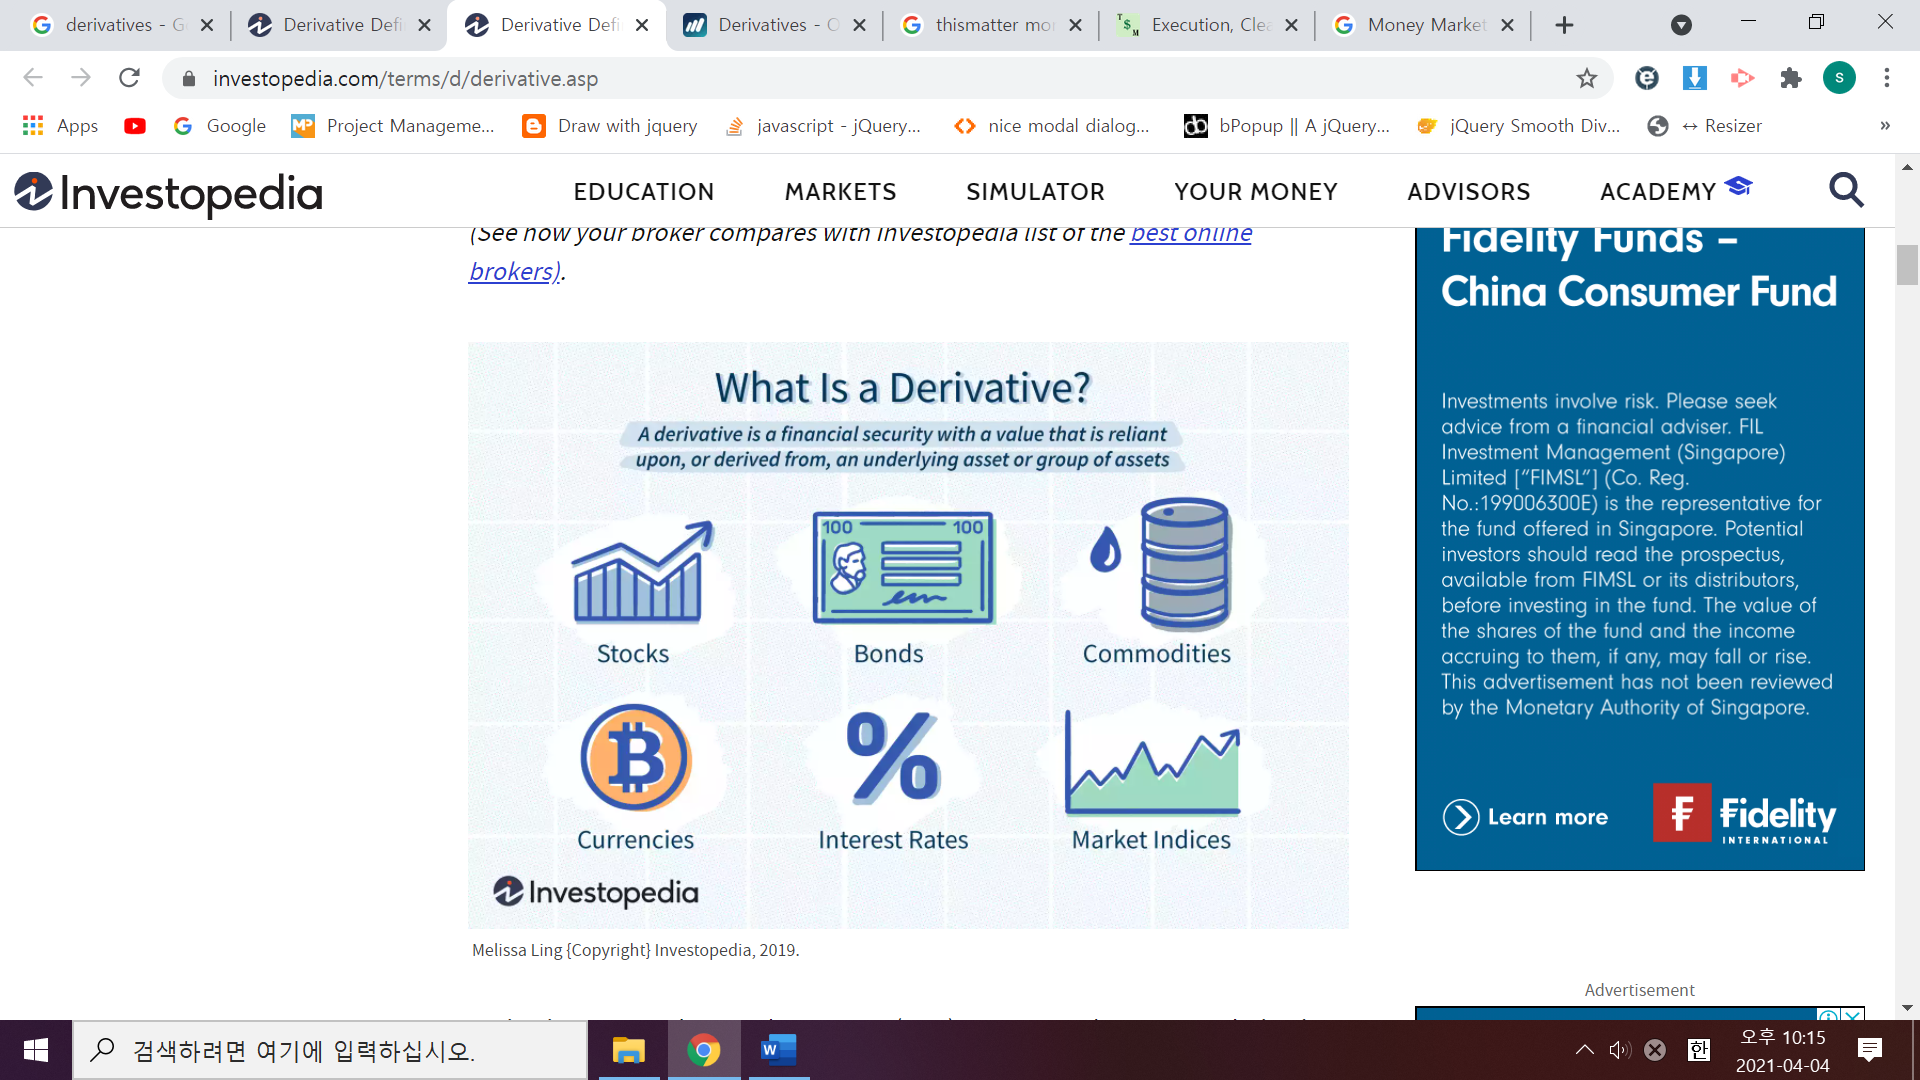 derivatives - G
Derivative Defi
Derivative Defi
Derivatives - O
thismatter mor
Execution, Clea
Money Market
investopedia.com/terms/d/derivative.asp
S
Apps
Google
Project Manageme...
Draw with jquery
javascript - jQuery...
nice modal dialog...
bPopup || A jQuery...
jQuery Smooth Div...
↔ Resizer
»
Investopedia
EDUCATION
MARKETS
SIMULATOR
YOUR MONEY
ADVISORS
ACADEMY
(See how your broker compares with Investopedia list of the best online
brokers).
What Is a Derivative?
A derivative is a financial security with a value that is reliant
upon, or derived from, an underlying asset or group of assets
100 100
Stocks
Bonds
Commodities
Currencies
Interest Rates
Market Indices
Investopedia
Melissa Ling {Copyright} Investopedia, 2019.
Fidelity Funds –
China Consumer Fund
Investments involve risk. Please seek
advice from a financial adviser. FIL
Investment Management (Singapore)
Limited ["FIMSL"] (Co. Reg.
No.:199006300E) is the representative for
the fund offered in Singapore. Potential
investors should read the prospectus,
available from FIMSL or its distributors,
before investing in the fund. The value of
the shares of the fund and the income
accruing to them, if any, may fall or rise.
This advertisement has not been reviewed
by the Monetary Authority of Singapore.
Learn more
Fidelity
INTERNATIONAL
Advertisement
검색하려면 여기에 입력하십시오.
한
오후 10:15
2021-04-04